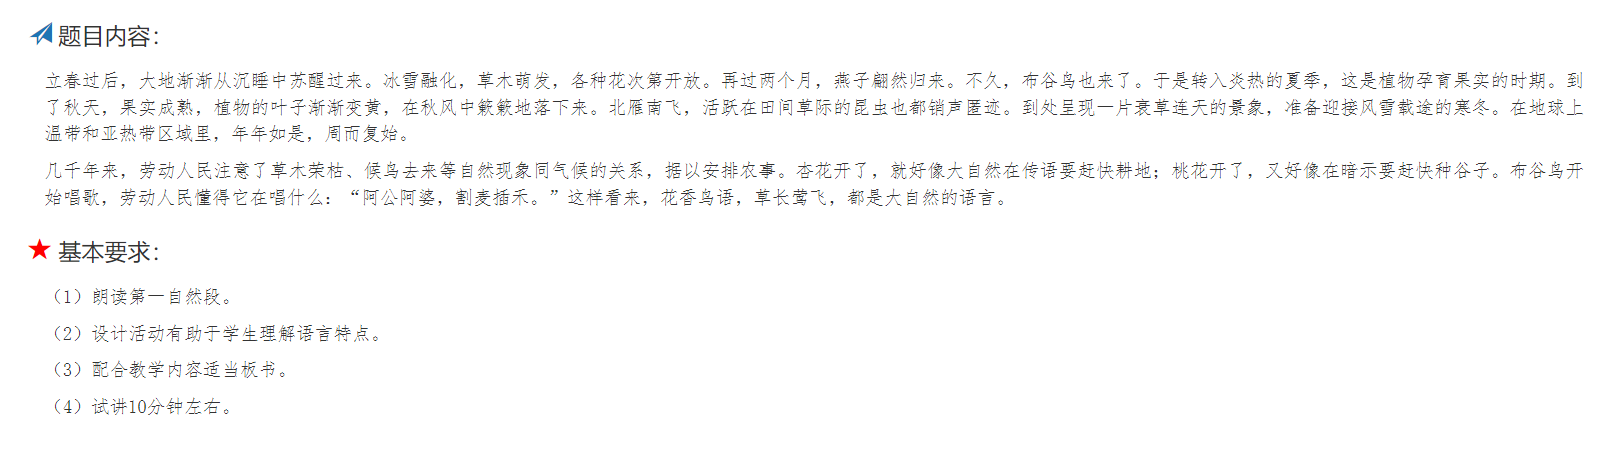 题目内容：
立春过后，大地渐渐从沉睡中苏醒过来。冰雪融化，草木萌发，各种花次第开放。再过两个月，燕子翩然归来。不久，布谷鸟也来了。于是转入炎热的夏季，这是植物孕育果实的时期。到
了秋天，果实成熟，植物的叶子渐渐变黄，在秋风中簌簌地落下来。北雁南飞，活跃在田间草际的昆虫也都销声匿迹。到处呈现一片衰草连天的景象，准备迎接风雪载途的寒冬。在地球上
温带和亚热带区域里，年年如是，周而复始。
几千年来，劳动人民注意了草木荣枯、候鸟去来等自然现象同气候的关系，据以安排农事。杏花开了，就好像大自然在传语要赶快耕地；桃花开了，又好像在暗示要赶快种谷子。布谷鸟开
始唱歌，劳动人民懂得它在唱什么：“阿公阿婆，割麦插禾。”这样看来，花香鸟语，草长莺飞，都是大自然的语言。
基本要求：
（1）朗读第一自然段。
（2）设计活动有助于学生理解语言特点。
（3）配合教学内容适当板书。
（4）试讲10分钟左右。